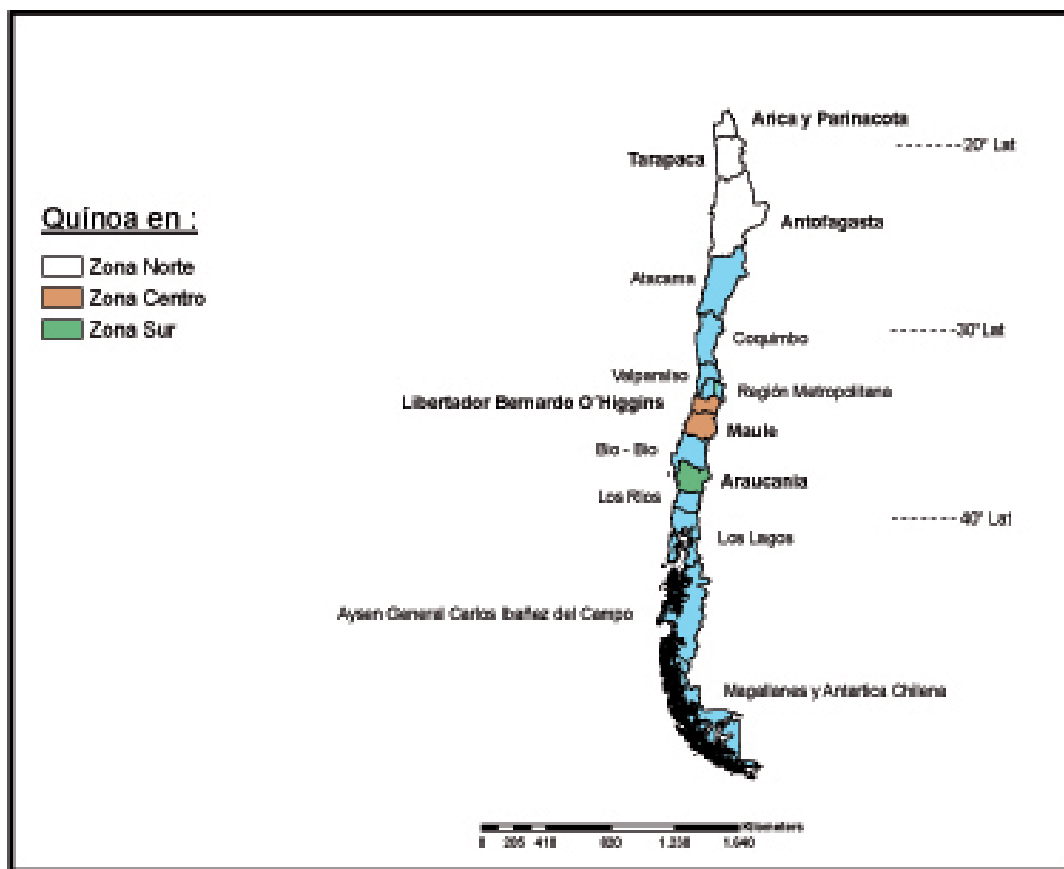 Arica y Parinacota
20° Lat
Tarapaca
Quínoa en :
Antofagasta
Zona Norte
Zona Centro
Zona Sur
Atacama
Coquimbo
30° Lat
Valparaiso
Región Metropolitana
Libertador Bernardo O´Higgins
Maule
Bio - Bio
Araucania
Los Rios
40° Lat
Los Lagos
Aysen General Carlos Ibañez del Campo
Magallanes y Antartica Chilena
Kilometers
0 205 410 820 1.230 1.640